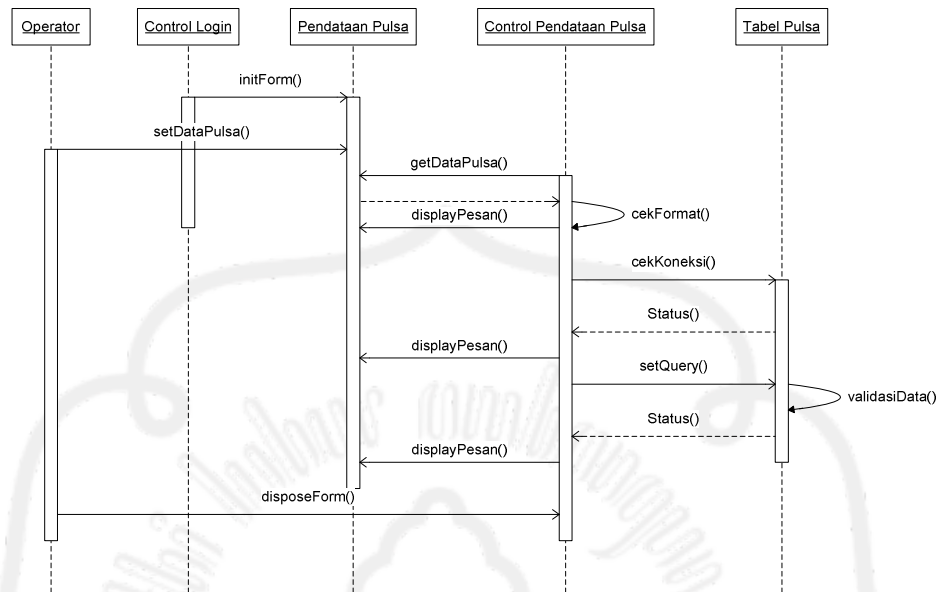 Operator
Control Login
Pendataan Pulsa
Control Pendataan Pulsa
Tabel Pulsa
initForm()
setDataPulsa()
getDataPulsa()
cekFormat()
displayPesan()
cekKoneksi()
Status()
displayPesan()
setQuery()
validasiData()
Status()
displayPesan()
disposeForm()